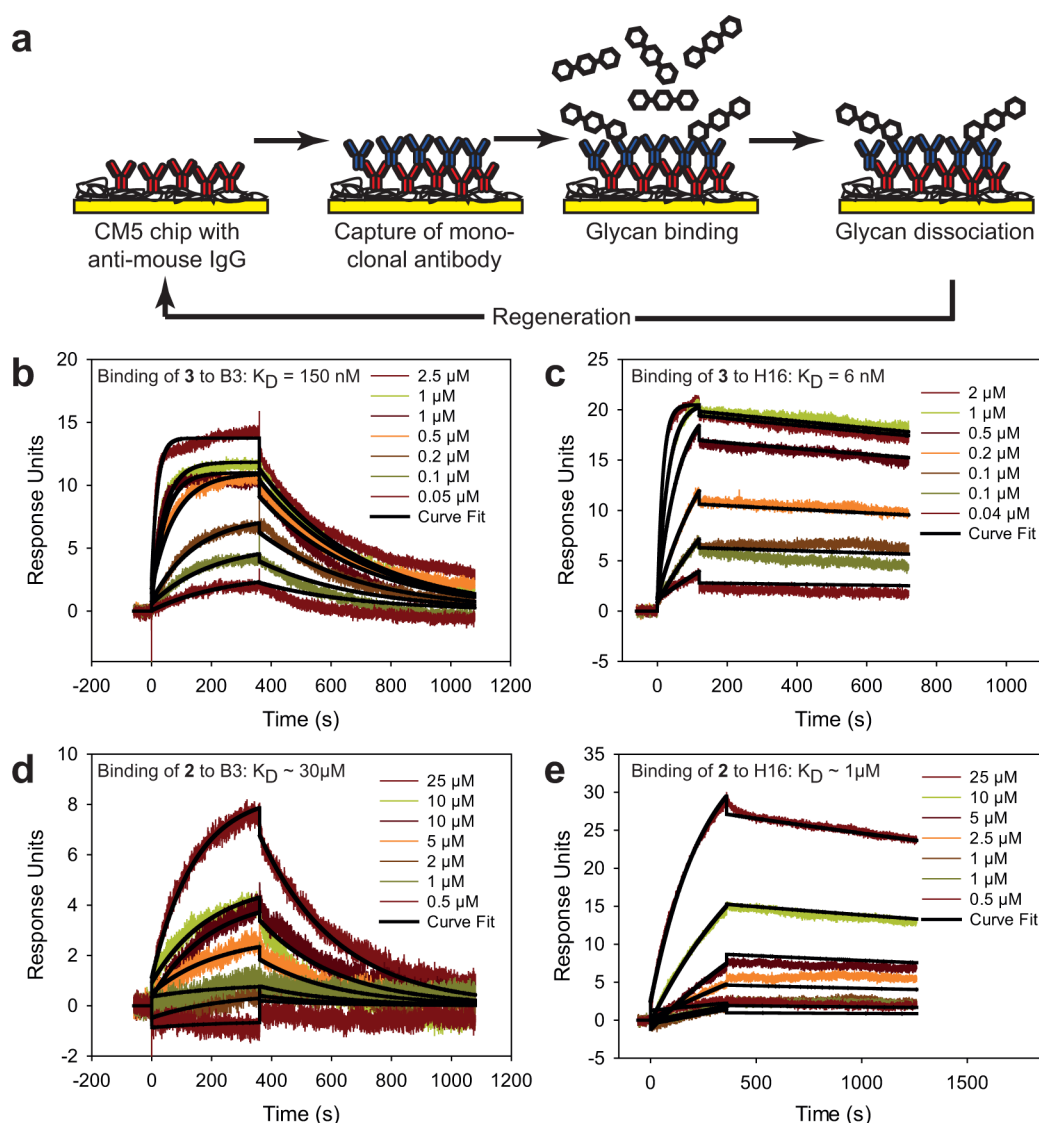 a
CM5 chip with
anti-mouse IgG
Capture of mono-
clonal antibody
Glycan binding
Glycan dissociation
Regeneration
b
Binding of 3 to B3: KD = 150 nM
2.5 µM
1 µM
1 µM
0.5 µM
0.2 µM
0.1 µM
0.05 µM
Curve Fit
Response Units
20
15
10
5
0
-200 0 200 400 600 800 1000 1200
Time (s)
c
Binding of 3 to H16: KD = 6 nM
2 µM
1 µM
0.5 µM
0.2 µM
0.1 µM
0.1 µM
0.04 µM
Curve Fit
Response Units
25
20
15
10
5
0
-5
0 200 400 600 800 1000
Time (s)
d
Binding of 2 to B3: KD ~ 30µM
25 µM
10 µM
10 µM
5 µM
2 µM
1 µM
0.5 µM
Curve Fit
Response Units
10
8
6
4
2
0
-2
-200 0 200 400 600 800 1000 1200
Time (s)
e
Binding of 2 to H16: KD ~ 1µM
25 µM
10 µM
5 µM
2.5 µM
1 µM
1 µM
0.5 µM
Curve Fit
Response Units
35
30
25
20
15
10
5
0
-5
0 500 1000 1500
Time (s)